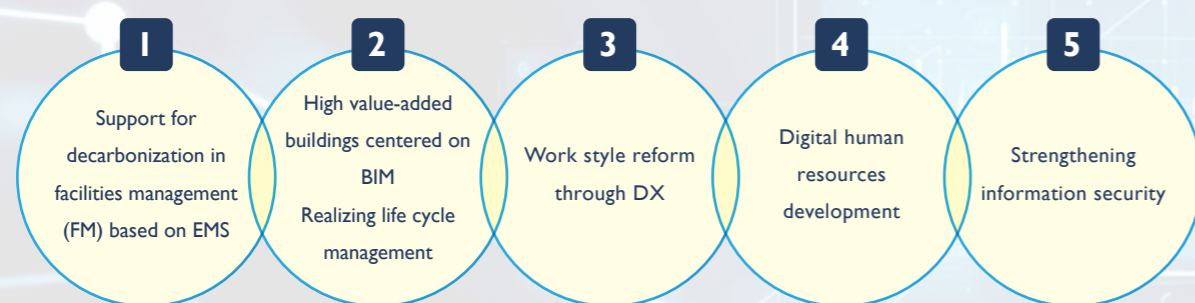 1
Support for
decarbonization in
facilities management
(FM) based on EMS
2
High value-added
buildings centered on
BIM
Realizing life cycle
management
3
Work style reform
through DX
4
Digital human
resources
development
5
Strengthening
information security